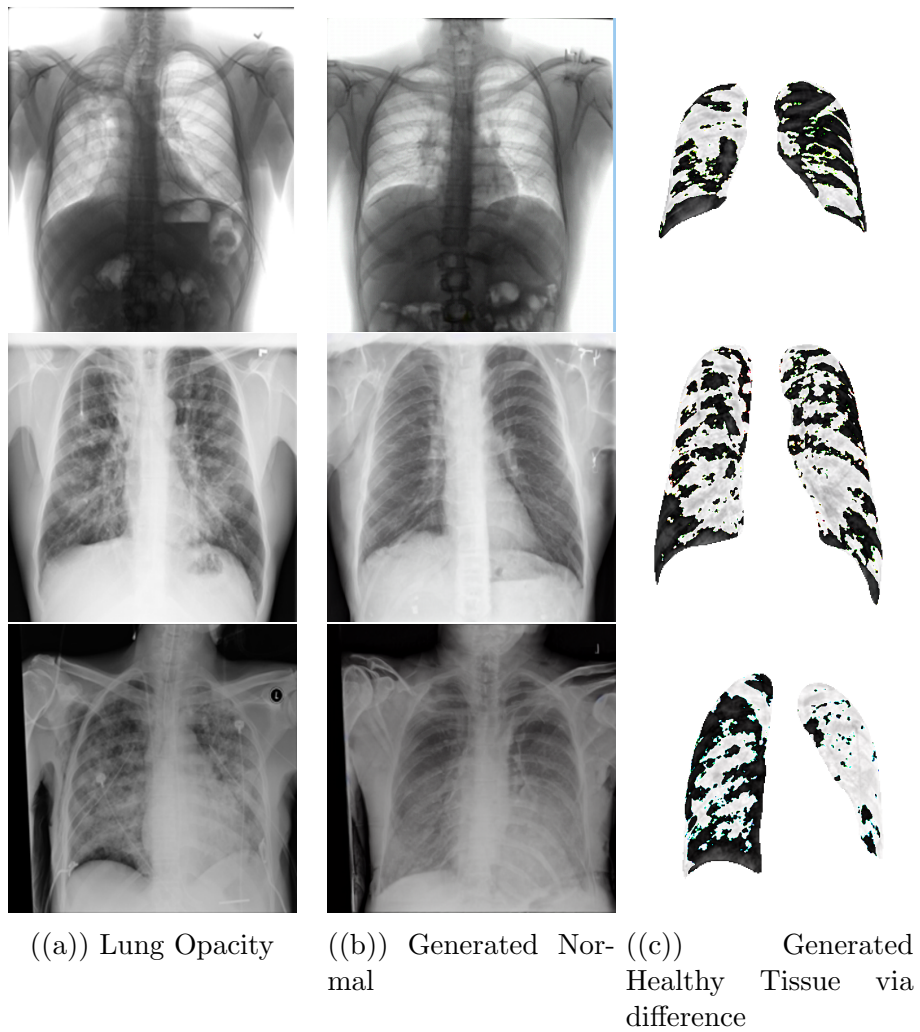 ((a)) Lung Opacity
((b)) Generated Nor-
mal
((c)) Generated
Healthy Tissue via
difference